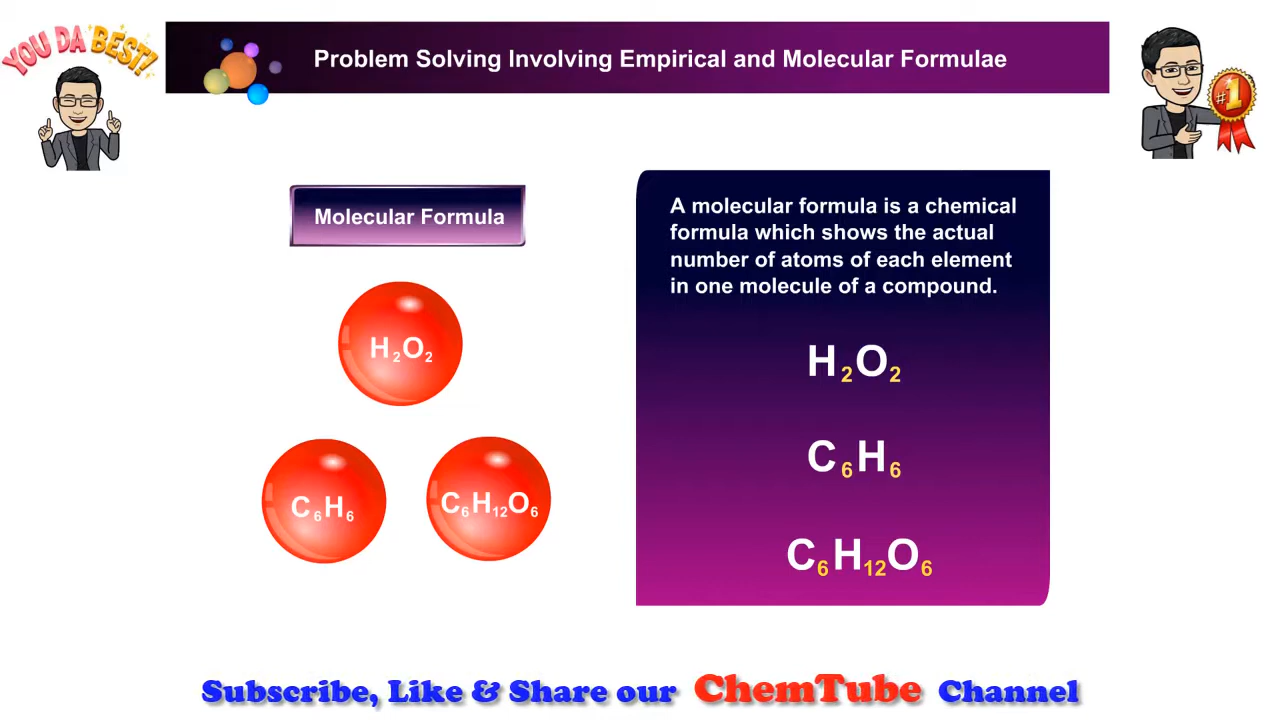 YOU DA BEST!
Problem Solving Involving Empirical and Molecular Formulae
#1
Molecular Formula
H₂O₂
C₆H₆
C₆H₁₂O₆
A molecular formula is a chemical
formula which shows the actual
number of atoms of each element
in one molecule of a compound.
H₂O₂
C₆H₆
C₆H₁₂O₆
Subscribe, Like & Share our ChemTube Channel